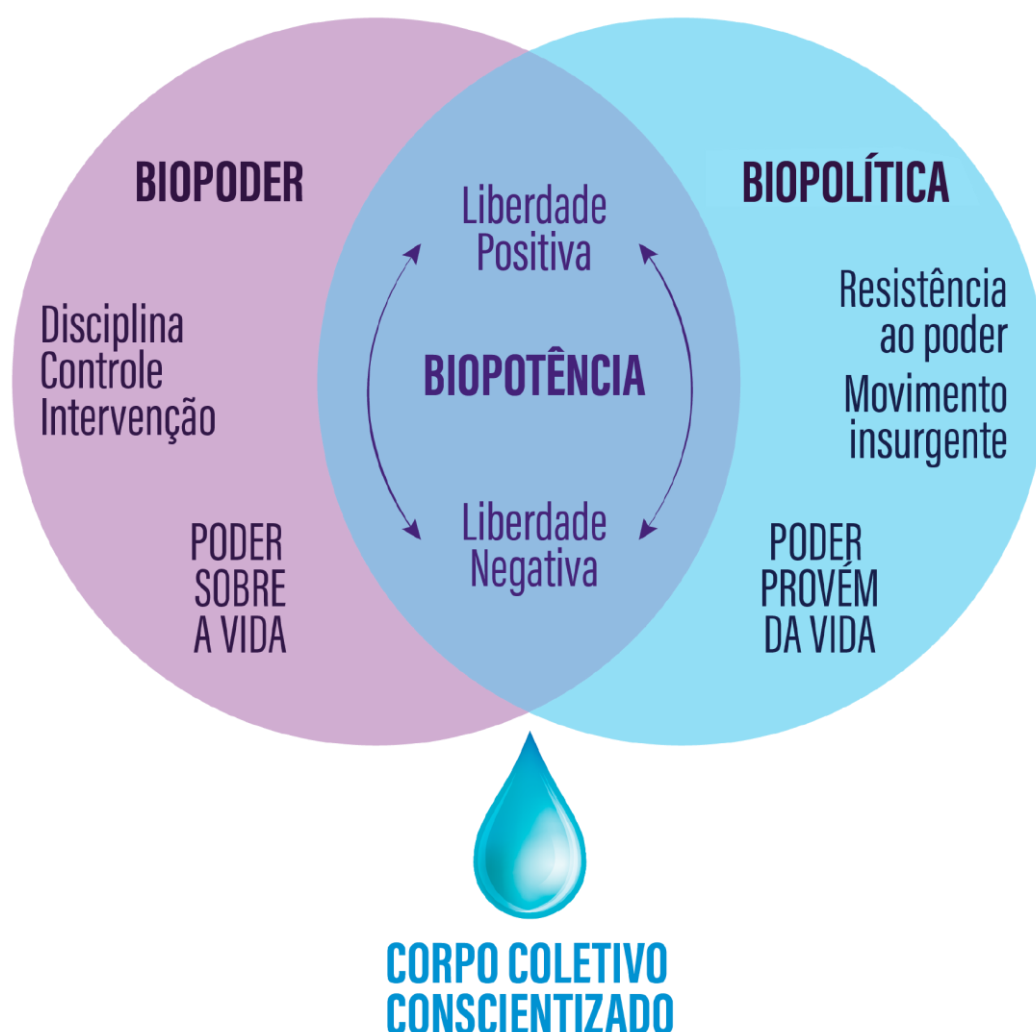 BIOPODER
Disciplina
Controle
Intervenção
PODER
SOBRE
A VIDA
Liberdade
Positiva
BIOPOTÊNCIA
Liberdade
Negativa
BIOPOLÍTICA
Resistência
ao poder
Movimento
insurgente
PODER
PROVÉM
DA VIDA
CORPO COLETIVO
CONSCIENTIZADO